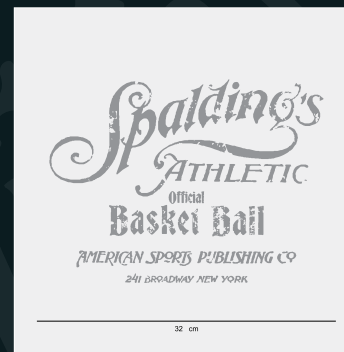 Spalding's
ATHLETIC
Official
Basket Ball
AMERICAN SPORTS PUBLISHING CO
241 BROADWAY NEW YORK
32 cm